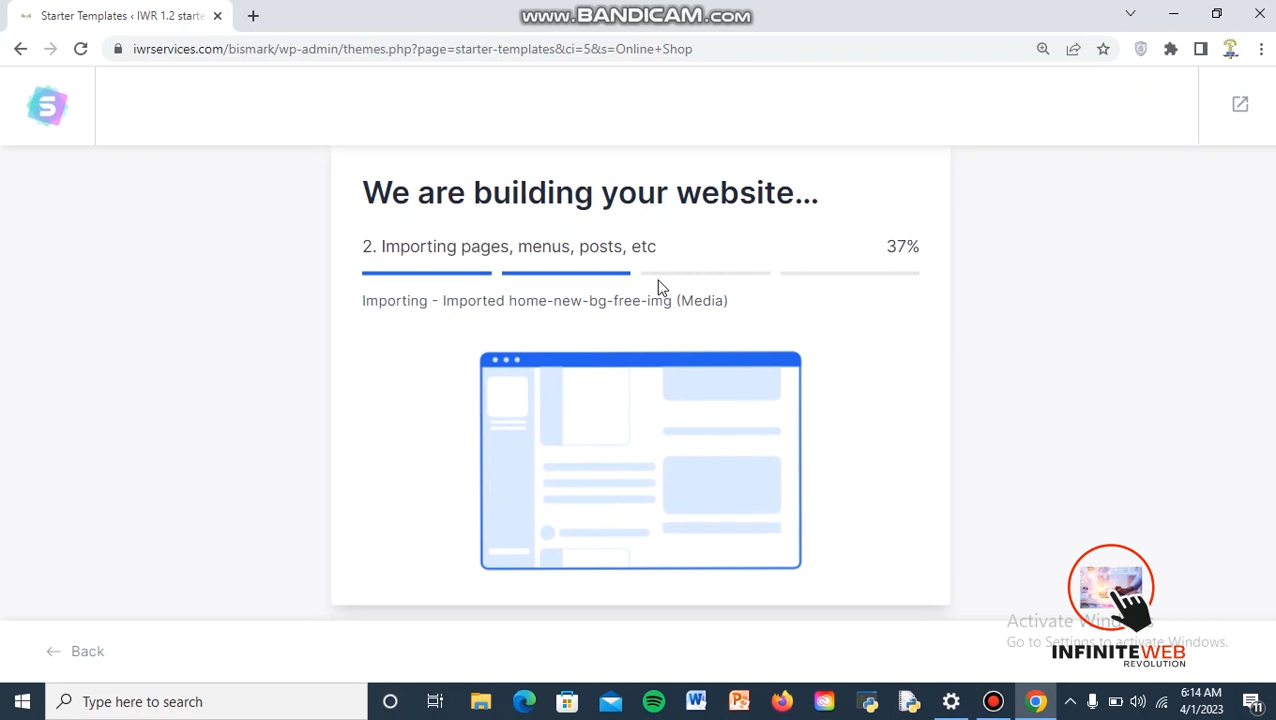 www.BANDICAM.com
Starter Templates ‹ IWR 1.2 starte
iwrservices.com/bismark/wp-admin/themes.php?page=starter-templates&ci=5&s=Online+Shop
S
We are building your website...
2. Importing pages, menus, posts, etc 37%
Importing - Imported home-new-bg-free-img (Media)
Activate Windows
Go to Settings to activate Windows.
INFINITEWEB
REVOLUTION
Back
Type here to search
6:14 AM
4/1/2023
11